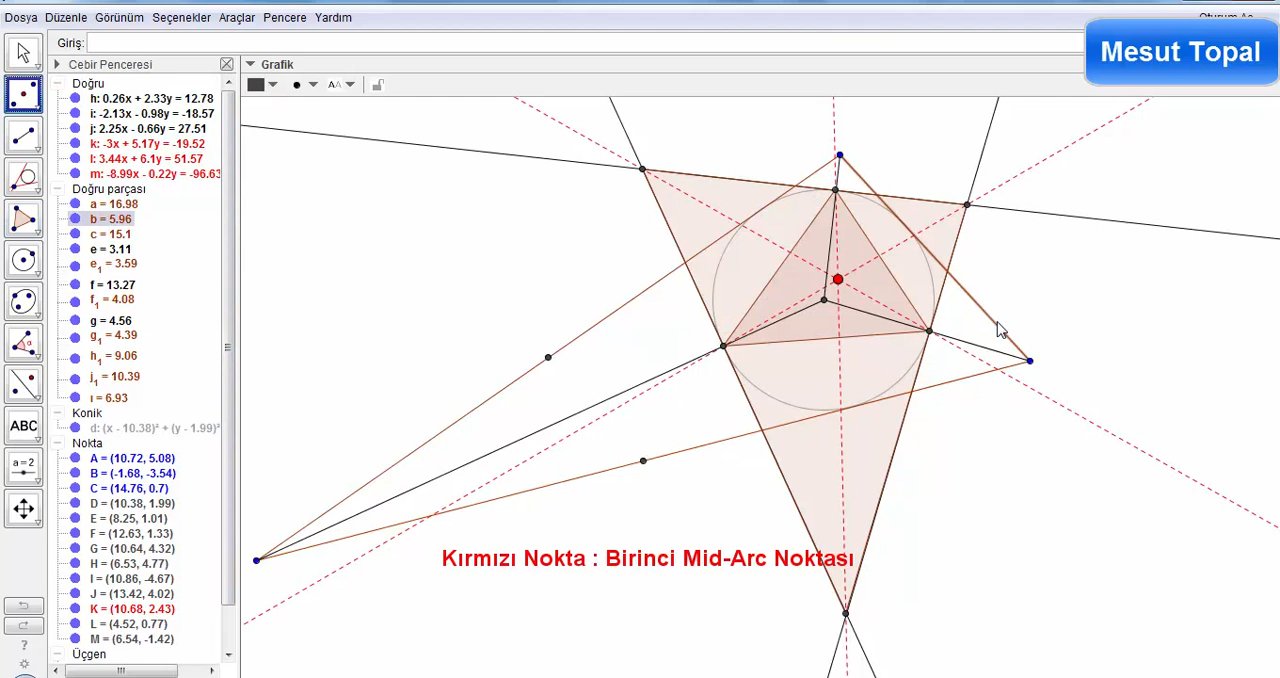 Dosya Düzenle Görünüm Seçenekler Araçlar Pencere Yardım
Giriş:
Mesut Topal
Cebir Penceresi
Grafik
AA
Doğru
h: 0.26x + 2.33y = 12.78
i: -2.13x - 0.98y = -18.57
j: 2.25x - 0.66y = 27.51
k: -3x + 5.17y = -19.52
l: 3.44x + 6.1y = 51.57
m: -8.99x - 0.22y = -96.63
Doğru parçası
a = 16.98
b = 5.96
c = 15.1
e = 3.11
e1 = 3.59
f = 13.27
f1 = 4.08
g = 4.56
g1 = 4.39
h1 = 9.06
j1 = 10.39
ı = 6.93
Konik
d: (x - 10.38)² + (y - 1.99)²
Nokta
A = (10.72, 5.08)
B = (-1.68, -3.54)
C = (14.76, 0.7)
D = (10.38, 1.99)
E = (8.25, 1.01)
F = (12.63, 1.33)
G = (10.64, 4.32)
H = (6.53, 4.77)
I = (10.86, -4.67)
J = (13.42, 4.02)
K = (10.68, 2.43)
L = (4.52, 0.77)
M = (6.54, -1.42)
Üçgen
α
ABC
a=2
?
Kırmızı Nokta : Birinci Mid-Arc Noktası